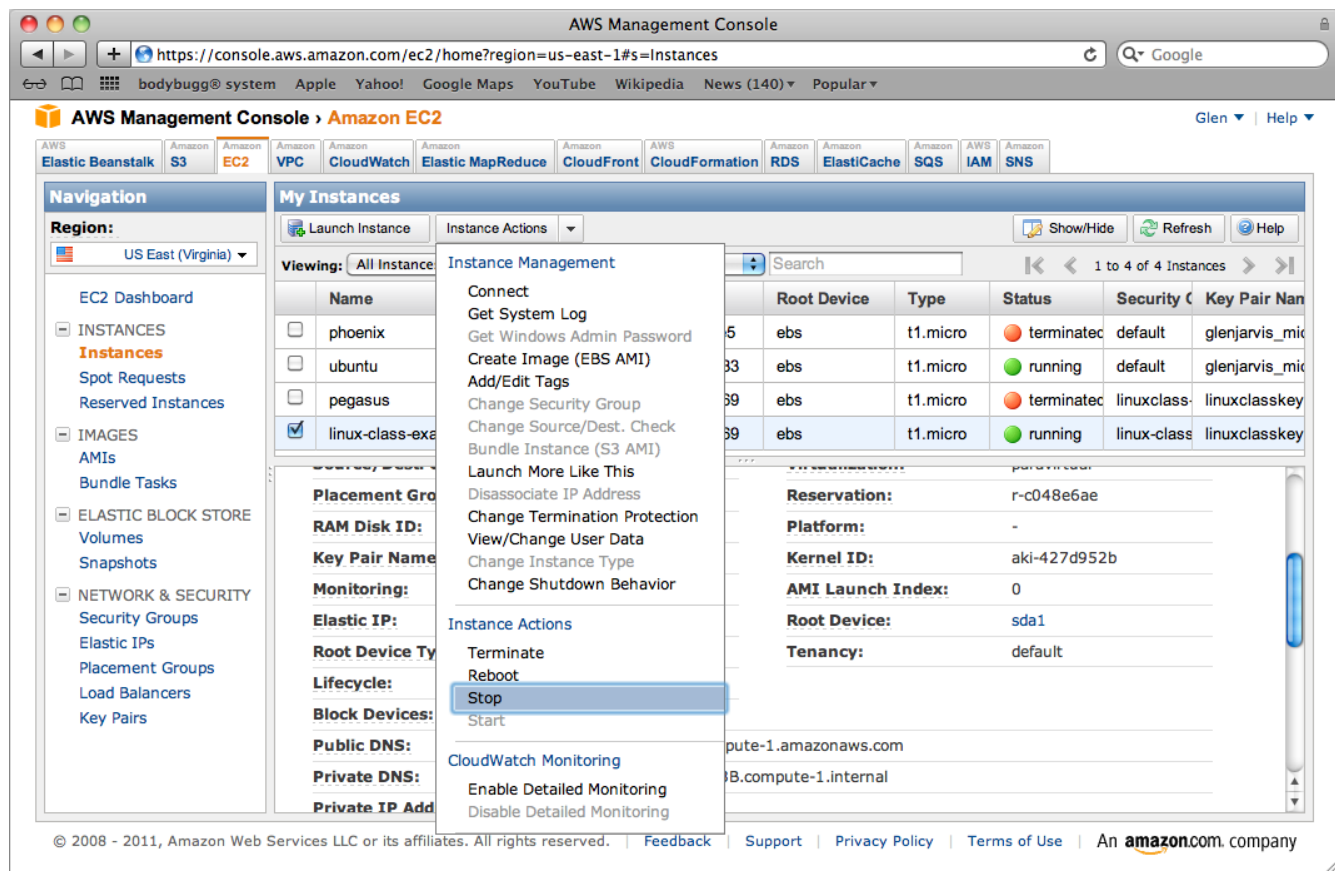 AWS Management Console
https://console.aws.amazon.com/ec2/home?region=us-east-1#s=Instances
Google
bodybugg® system Apple Yahoo! Google Maps YouTube Wikipedia News (140) Popular
AWS Management Console › Amazon EC2
Glen Help
AWS Elastic Beanstalk
Amazon S3
Amazon EC2
Amazon VPC
Amazon CloudWatch
Amazon Elastic MapReduce
Amazon CloudFront
AWS CloudFormation
Amazon RDS
Amazon ElastiCache
Amazon SQS
AWS IAM
Amazon SNS
Navigation
Region:
US East (Virginia)
EC2 Dashboard
INSTANCES
Instances
Spot Requests
Reserved Instances
IMAGES
AMIs
Bundle Tasks
ELASTIC BLOCK STORE
Volumes
Snapshots
NETWORK & SECURITY
Security Groups
Elastic IPs
Placement Groups
Load Balancers
Key Pairs
My Instances
Launch Instance
Instance Actions
Show/Hide
Refresh
Help
Viewing: All Instance
Search
1 to 4 of 4 Instances
Name Root Device Type Status Security Key Pair Nam
phoenix ebs t1.micro terminated default glenjarvis_mic
ubuntu 33 ebs t1.micro running default glenjarvis_mic
pegasus 69 ebs t1.micro terminated linuxclass- linuxclasskey
linux-class-exa 69 ebs t1.micro running linux-class linuxclasskey
Instance Management
Connect
Get System Log
Get Windows Admin Password
Create Image (EBS AMI)
Add/Edit Tags
Change Security Group
Change Source/Dest. Check
Bundle Instance (S3 AMI)
Launch More Like This
Disassociate IP Address
Change Termination Protection
View/Change User Data
Change Instance Type
Change Shutdown Behavior
Instance Actions
Terminate
Reboot
Stop
Start
CloudWatch Monitoring
Enable Detailed Monitoring
Disable Detailed Monitoring
Placement Gro
RAM Disk ID:
Key Pair Name
Monitoring:
Elastic IP:
Root Device Ty
Lifecycle:
Block Devices:
Public DNS: pute-1.amazonaws.com
Private DNS: 3B.compute-1.internal
Private IP Add
Virtualization: paravirtual
Reservation: r-c048e6ae
Platform: -
Kernel ID: aki-427d952b
AMI Launch Index: 0
Root Device: sda1
Tenancy: default
© 2008 - 2011, Amazon Web Services LLC or its affiliates. All rights reserved. | Feedback | Support | Privacy Policy | Terms of Use | An amazon.com. company